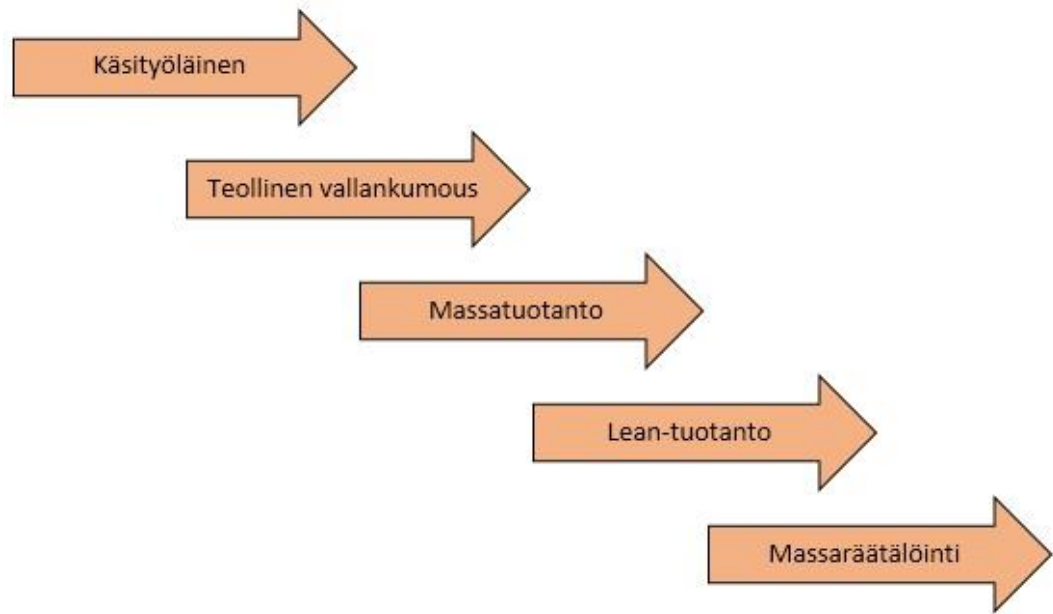 Käsityöläinen
Teollinen vallankumous
Massatuotanto
Lean-tuotanto
Massaräätälöinti